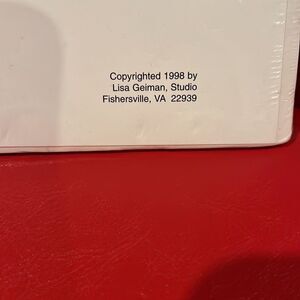 Copyrighted 1998 by
Lisa Geiman, Studio
Fishersville, VA 22939